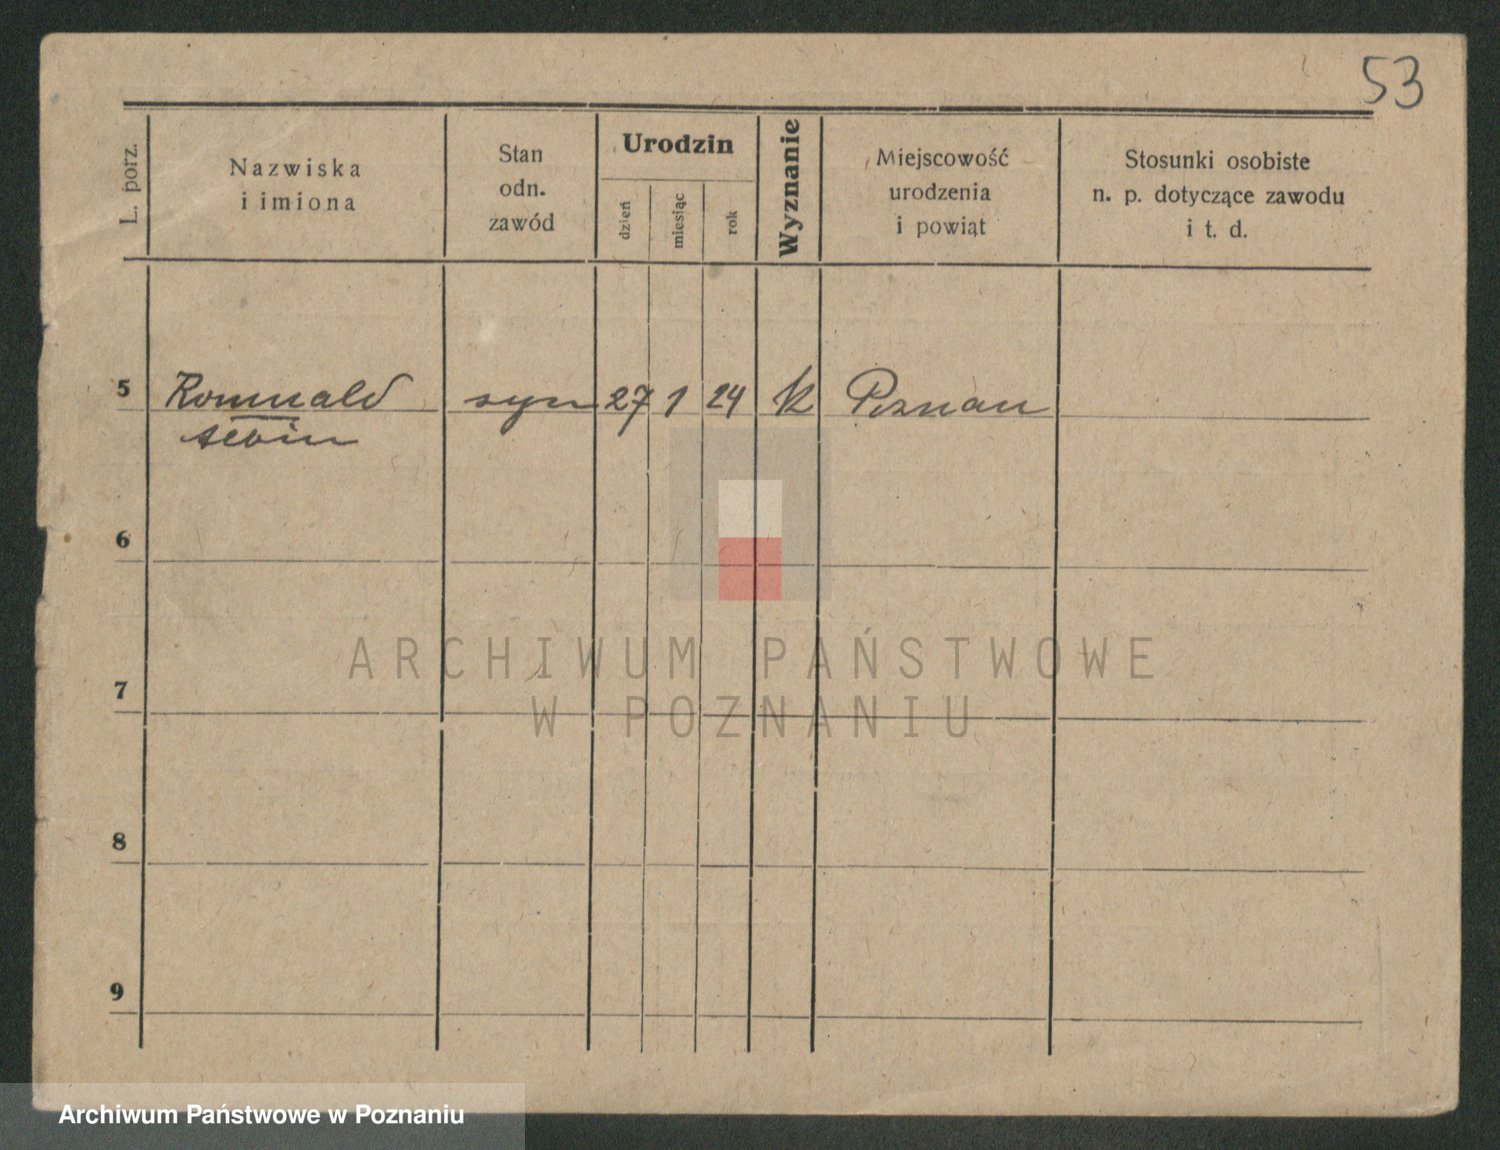 53
L. porz.
Nazwiska
i imiona
Stan
odn.
zawód
Urodzin
dzień
miesiąc
rok
Wyznanie
Miejscowość
urodzenia
i powiąt
Stosunki osobiste
n. p. dotyczące zawodu
i t. d.
5 Romuald syn 27 1 24 k Poznan
6
ARCHIWUM PAŃSTWOWE
7
W POZNANIU
8
9
Archiwum Państwowe w Poznaniu